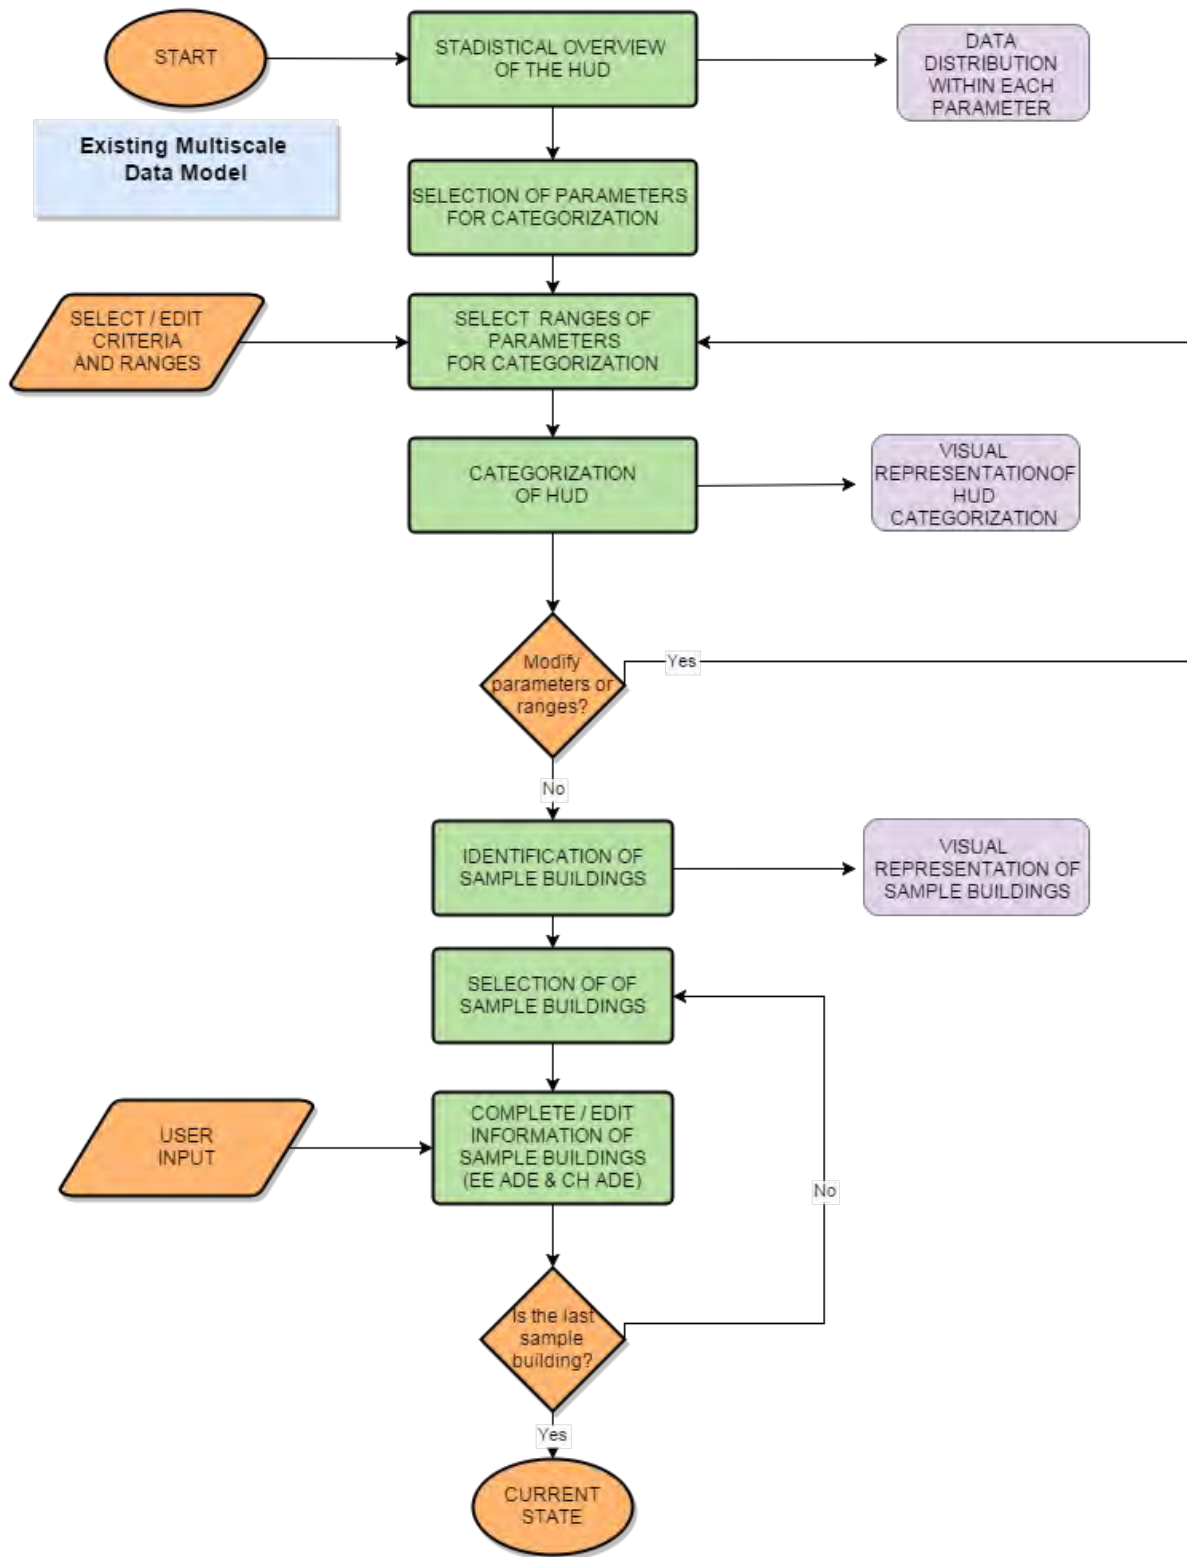 START
STADISTICAL OVERVIEW
OF THE HUD
DATA
DISTRIBUTION
WITHIN EACH
PARAMETER
Existing Multiscale
Data Model
SELECTION OF PARAMETERS
FOR CATEGORIZATION
SELECT / EDIT
CRITERIA
AND RANGES
SELECT RANGES OF
PARAMETERS
FOR CATEGORIZATION
CATEGORIZATION
OF HUD
VISUAL
REPRESENTATIONOF
HUD
CATEGORIZATION
Modify
parameters or
ranges?
Yes
No
IDENTIFICATION OF
SAMPLE BUILDINGS
VISUAL
REPRESENTATION OF
SAMPLE BUILDINGS
SELECTION OF OF
SAMPLE BUILDINGS
USER
INPUT
COMPLETE / EDIT
INFORMATION OF
SAMPLE BUILDINGS
(EE ADE & CH ADE)
No
Is the last
sample
building?
Yes
CURRENT
STATE